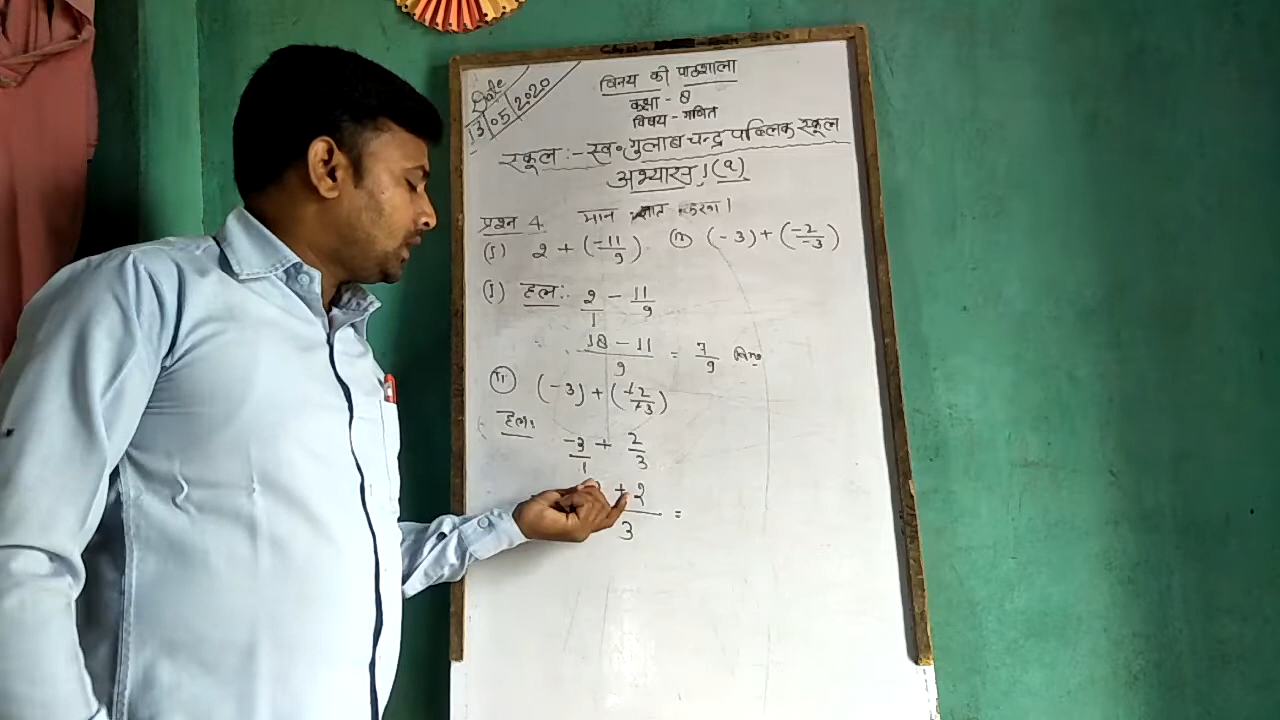 Date
13/05/2020
विनय की पाठशाला
कक्षा - 8
विषय - गणित
स्कूल :- स्व॰ गुलाब चन्द्र पब्लिक स्कूल
अभ्यास 1(a)
प्रश्न 4. मान ज्ञात करना।
(I) 2 + (-11/9) (II) (-3) + (-2/-3)
(I) हल: 2/1 - 11/9
18 - 11/9 = 7/9
(II) (-3) + (+2/+3)
हल:
-3/1 + 2/3
+ 2/3 =